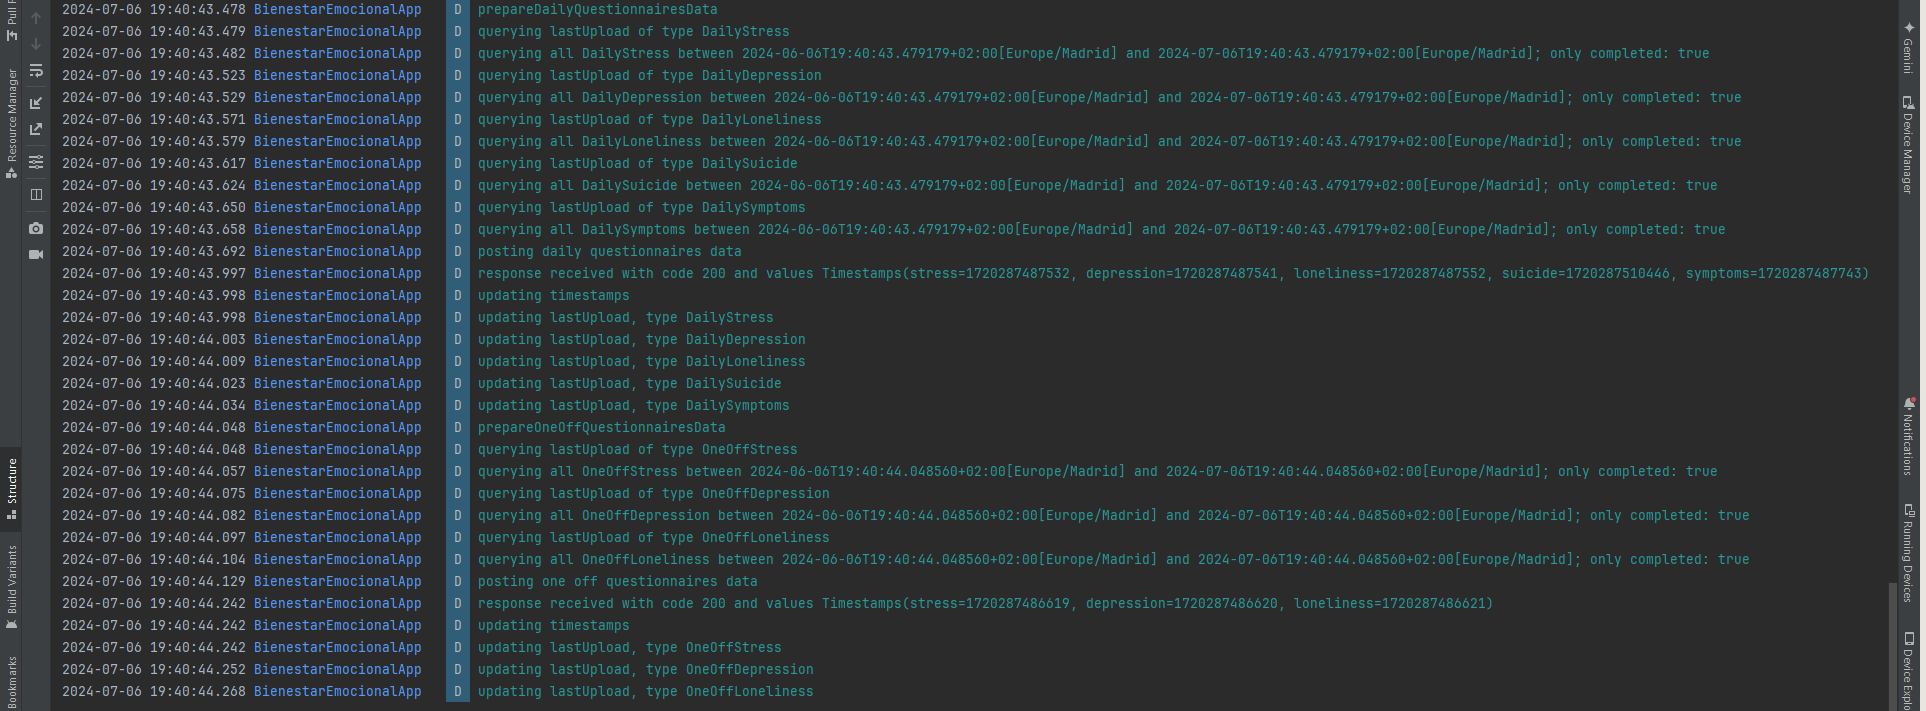 Pull R
Resource Manager
Structure
Build Variants
Bookmarks
2024-07-06 19:40:43.478 BienestarEmocionalApp D prepareDailyQuestionnairesData
2024-07-06 19:40:43.479 BienestarEmocionalApp D querying lastUpload of type DailyStress
2024-07-06 19:40:43.482 BienestarEmocionalApp D querying all DailyStress between 2024-06-06T19:40:43.479179+02:00[Europe/Madrid] and 2024-07-06T19:40:43.479179+02:00[Europe/Madrid]; only completed: true
2024-07-06 19:40:43.523 BienestarEmocionalApp D querying lastUpload of type DailyDepression
2024-07-06 19:40:43.529 BienestarEmocionalApp D querying all DailyDepression between 2024-06-06T19:40:43.479179+02:00[Europe/Madrid] and 2024-07-06T19:40:43.479179+02:00[Europe/Madrid]; only completed: true
2024-07-06 19:40:43.571 BienestarEmocionalApp D querying lastUpload of type DailyLoneliness
2024-07-06 19:40:43.579 BienestarEmocionalApp D querying all DailyLoneliness between 2024-06-06T19:40:43.479179+02:00[Europe/Madrid] and 2024-07-06T19:40:43.479179+02:00[Europe/Madrid]; only completed: true
2024-07-06 19:40:43.617 BienestarEmocionalApp D querying lastUpload of type DailySuicide
2024-07-06 19:40:43.624 BienestarEmocionalApp D querying all DailySuicide between 2024-06-06T19:40:43.479179+02:00[Europe/Madrid] and 2024-07-06T19:40:43.479179+02:00[Europe/Madrid]; only completed: true
2024-07-06 19:40:43.650 BienestarEmocionalApp D querying lastUpload of type DailySymptoms
2024-07-06 19:40:43.658 BienestarEmocionalApp D querying all DailySymptoms between 2024-06-06T19:40:43.479179+02:00[Europe/Madrid] and 2024-07-06T19:40:43.479179+02:00[Europe/Madrid]; only completed: true
2024-07-06 19:40:43.692 BienestarEmocionalApp D posting daily questionnaires data
2024-07-06 19:40:43.997 BienestarEmocionalApp D response received with code 200 and values Timestamps(stress=1720287487532, depression=1720287487541, loneliness=1720287487552, suicide=1720287510446, symptoms=1720287487743)
2024-07-06 19:40:43.998 BienestarEmocionalApp D updating timestamps
2024-07-06 19:40:43.998 BienestarEmocionalApp D updating lastUpload, type DailyStress
2024-07-06 19:40:44.003 BienestarEmocionalApp D updating lastUpload, type DailyDepression
2024-07-06 19:40:44.009 BienestarEmocionalApp D updating lastUpload, type DailyLoneliness
2024-07-06 19:40:44.023 BienestarEmocionalApp D updating lastUpload, type DailySuicide
2024-07-06 19:40:44.034 BienestarEmocionalApp D updating lastUpload, type DailySymptoms
2024-07-06 19:40:44.048 BienestarEmocionalApp D prepareOneOffQuestionnairesData
2024-07-06 19:40:44.048 BienestarEmocionalApp D querying lastUpload of type OneOffStress
2024-07-06 19:40:44.057 BienestarEmocionalApp D querying all OneOffStress between 2024-06-06T19:40:44.048560+02:00[Europe/Madrid] and 2024-07-06T19:40:44.048560+02:00[Europe/Madrid]; only completed: true
2024-07-06 19:40:44.075 BienestarEmocionalApp D querying lastUpload of type OneOffDepression
2024-07-06 19:40:44.082 BienestarEmocionalApp D querying all OneOffDepression between 2024-06-06T19:40:44.048560+02:00[Europe/Madrid] and 2024-07-06T19:40:44.048560+02:00[Europe/Madrid]; only completed: true
2024-07-06 19:40:44.097 BienestarEmocionalApp D querying lastUpload of type OneOffLoneliness
2024-07-06 19:40:44.104 BienestarEmocionalApp D querying all OneOffLoneliness between 2024-06-06T19:40:44.048560+02:00[Europe/Madrid] and 2024-07-06T19:40:44.048560+02:00[Europe/Madrid]; only completed: true
2024-07-06 19:40:44.129 BienestarEmocionalApp D posting one off questionnaires data
2024-07-06 19:40:44.242 BienestarEmocionalApp D response received with code 200 and values Timestamps(stress=1720287486619, depression=1720287486620, loneliness=1720287486621)
2024-07-06 19:40:44.242 BienestarEmocionalApp D updating timestamps
2024-07-06 19:40:44.242 BienestarEmocionalApp D updating lastUpload, type OneOffStress
2024-07-06 19:40:44.252 BienestarEmocionalApp D updating lastUpload, type OneOffDepression
2024-07-06 19:40:44.268 BienestarEmocionalApp D updating lastUpload, type OneOffLoneliness
Gemini
Device Manager
Notifications
Running Devices
Device Explo